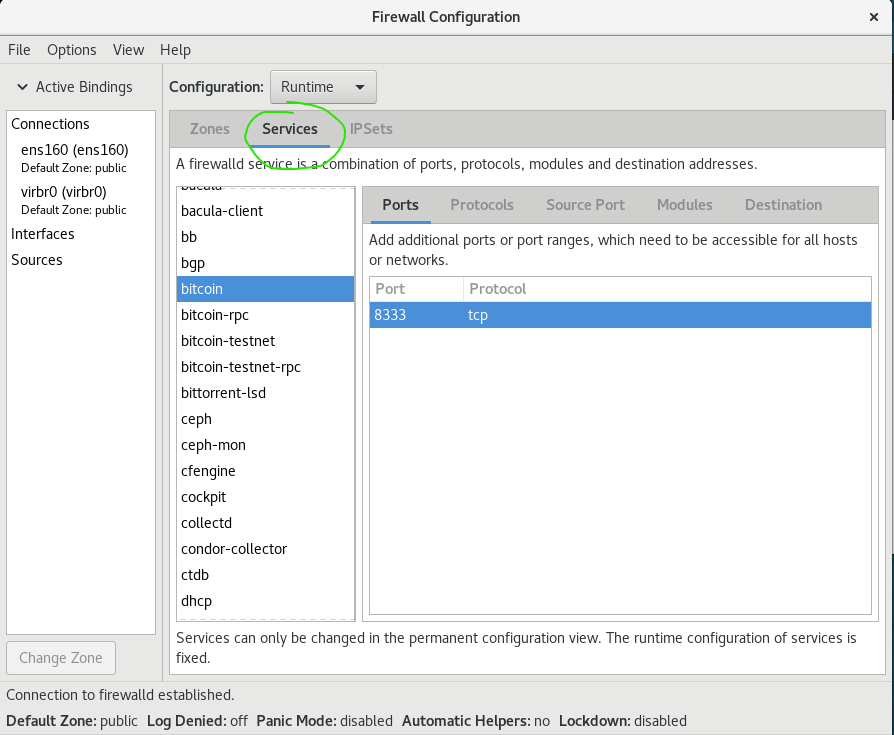 Firewall Configuration
File Options View Help
Active Bindings
Configuration: Runtime
Connections
ens160 (ens160)
Default Zone: public
virbr0 (virbr0)
Default Zone: public
Interfaces
Sources
Change Zone
Zones Services IPSets
A firewalld service is a combination of ports, protocols, modules and destination addresses.
bacula
bacula-client
bb
bgp
bitcoin
bitcoin-rpc
bitcoin-testnet
bitcoin-testnet-rpc
bittorrent-lsd
ceph
ceph-mon
cfengine
cockpit
collectd
condor-collector
ctdb
dhcp
Ports Protocols Source Port Modules Destination
Add additional ports or port ranges, which need to be accessible for all hosts
or networks.
Port Protocol
8333 tcp
Services can only be changed in the permanent configuration view. The runtime configuration of services is
fixed.
Connection to firewalld established.
Default Zone: public Log Denied: off Panic Mode: disabled Automatic Helpers: no Lockdown: disabled